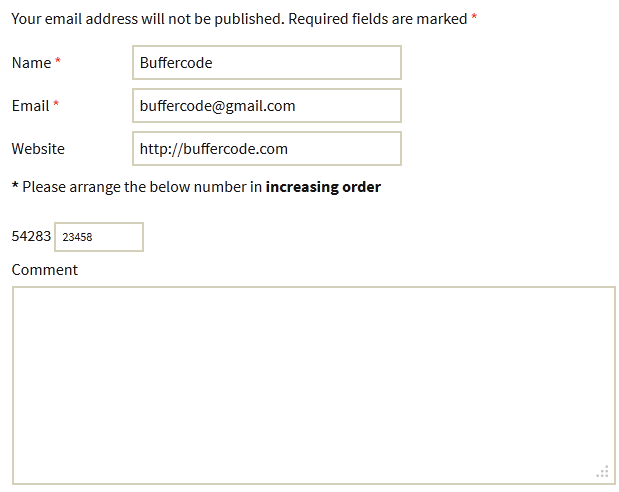 Your email address will not be published. Required fields are marked *
Name * Buffercode
Email * buffercode@gmail.com
Website http://buffercode.com
* Please arrange the below number in increasing order
54283 23458
Comment